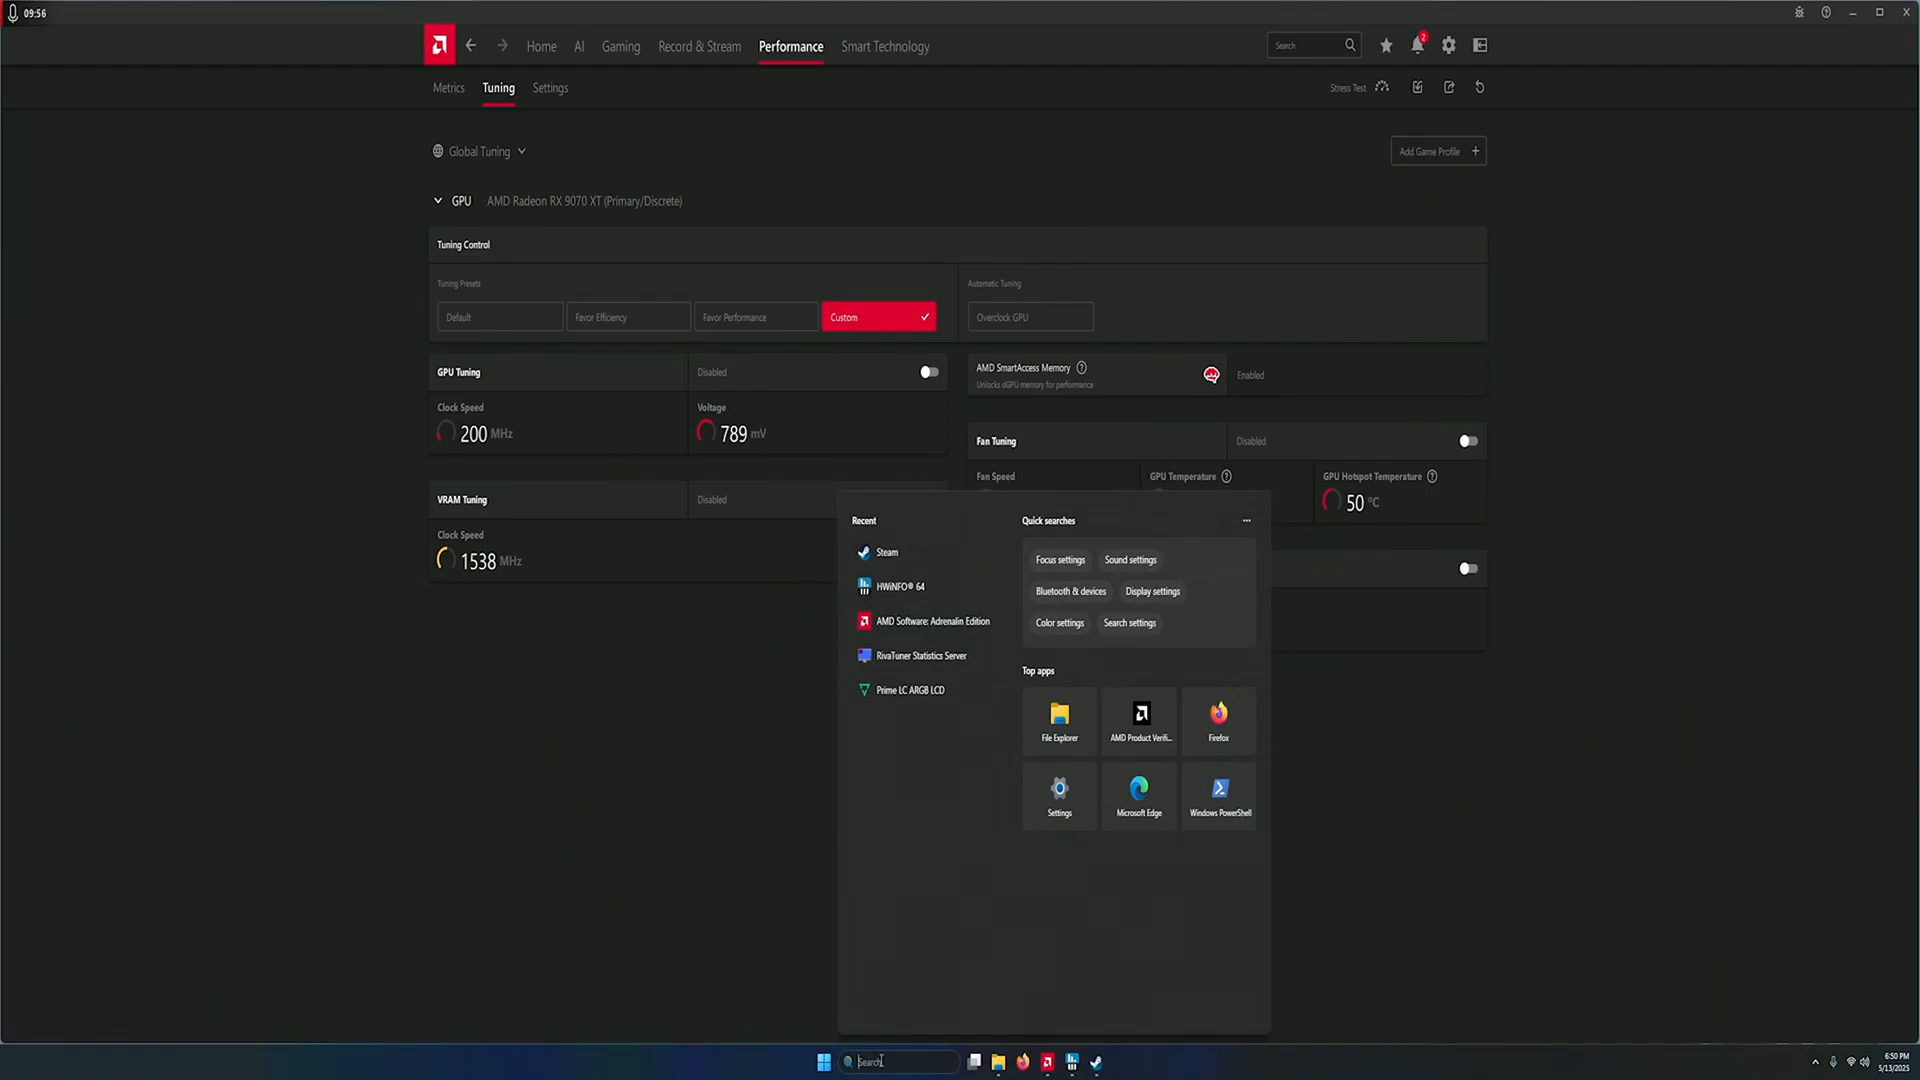 09:56
Home
AI
Gaming
Record & Stream
Performance
Smart Technology
Search
2
Metrics
Tuning
Settings
Stress Test
Global Tuning
Add Game Profile
GPU
AMD Radeon RX 9070 XT (Primary/Discrete)
Tuning Control
Tuning Presets
Automatic Tuning
Default
Favor Efficiency
Favor Performance
Custom
Overclock GPU
GPU Tuning
Disabled
AMD SmartAccess Memory
Unlocks dGPU memory for performance
Enabled
Clock Speed
200 MHz
Voltage
789 mV
Fan Tuning
Disabled
Fan Speed
GPU Temperature
GPU Hotspot Temperature
50 °C
VRAM Tuning
Disabled
Clock Speed
1538 MHz
Recent
Steam
HWiNFO® 64
AMD Software: Adrenalin Edition
RivaTuner Statistics Server
Prime LC ARGB LCD
Quick searches
Focus settings
Sound settings
Bluetooth & devices
Display settings
Color settings
Search settings
Top apps
File Explorer
AMD Product Verifi...
Firefox
Settings
Microsoft Edge
Windows PowerShell
Search
6:50 PM
5/13/2025